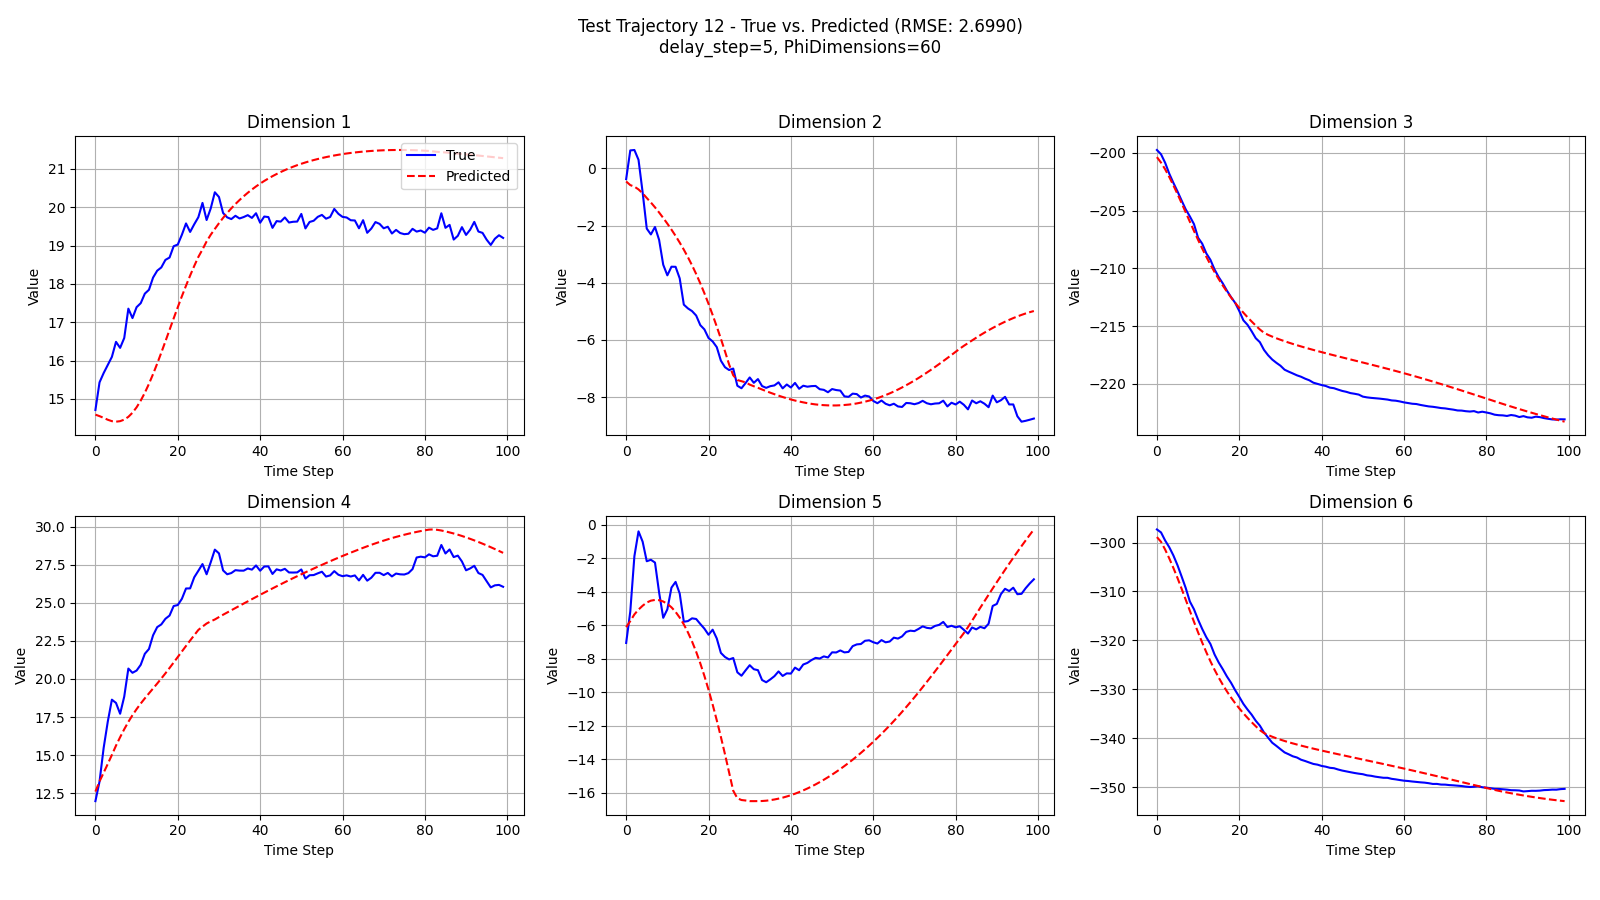 Test Trajectory 12 - True vs. Predicted (RMSE: 2.6990)
delay_step=5, PhiDimensions=60
Dimension 1
True
Predicted
21
20
19
18
17
16
15
Value
0 20 40 60 80 100
Time Step
Dimension 2
0
−2
−4
−6
−8
Value
0 20 40 60 80 100
Time Step
Dimension 3
−200
−205
−210
−215
−220
Value
0 20 40 60 80 100
Time Step
Dimension 4
30.0
27.5
25.0
22.5
20.0
17.5
15.0
12.5
Value
0 20 40 60 80 100
Time Step
Dimension 5
0
−2
−4
−6
−8
−10
−12
−14
−16
Value
0 20 40 60 80 100
Time Step
Dimension 6
−300
−310
−320
−330
−340
−350
Value
0 20 40 60 80 100
Time Step